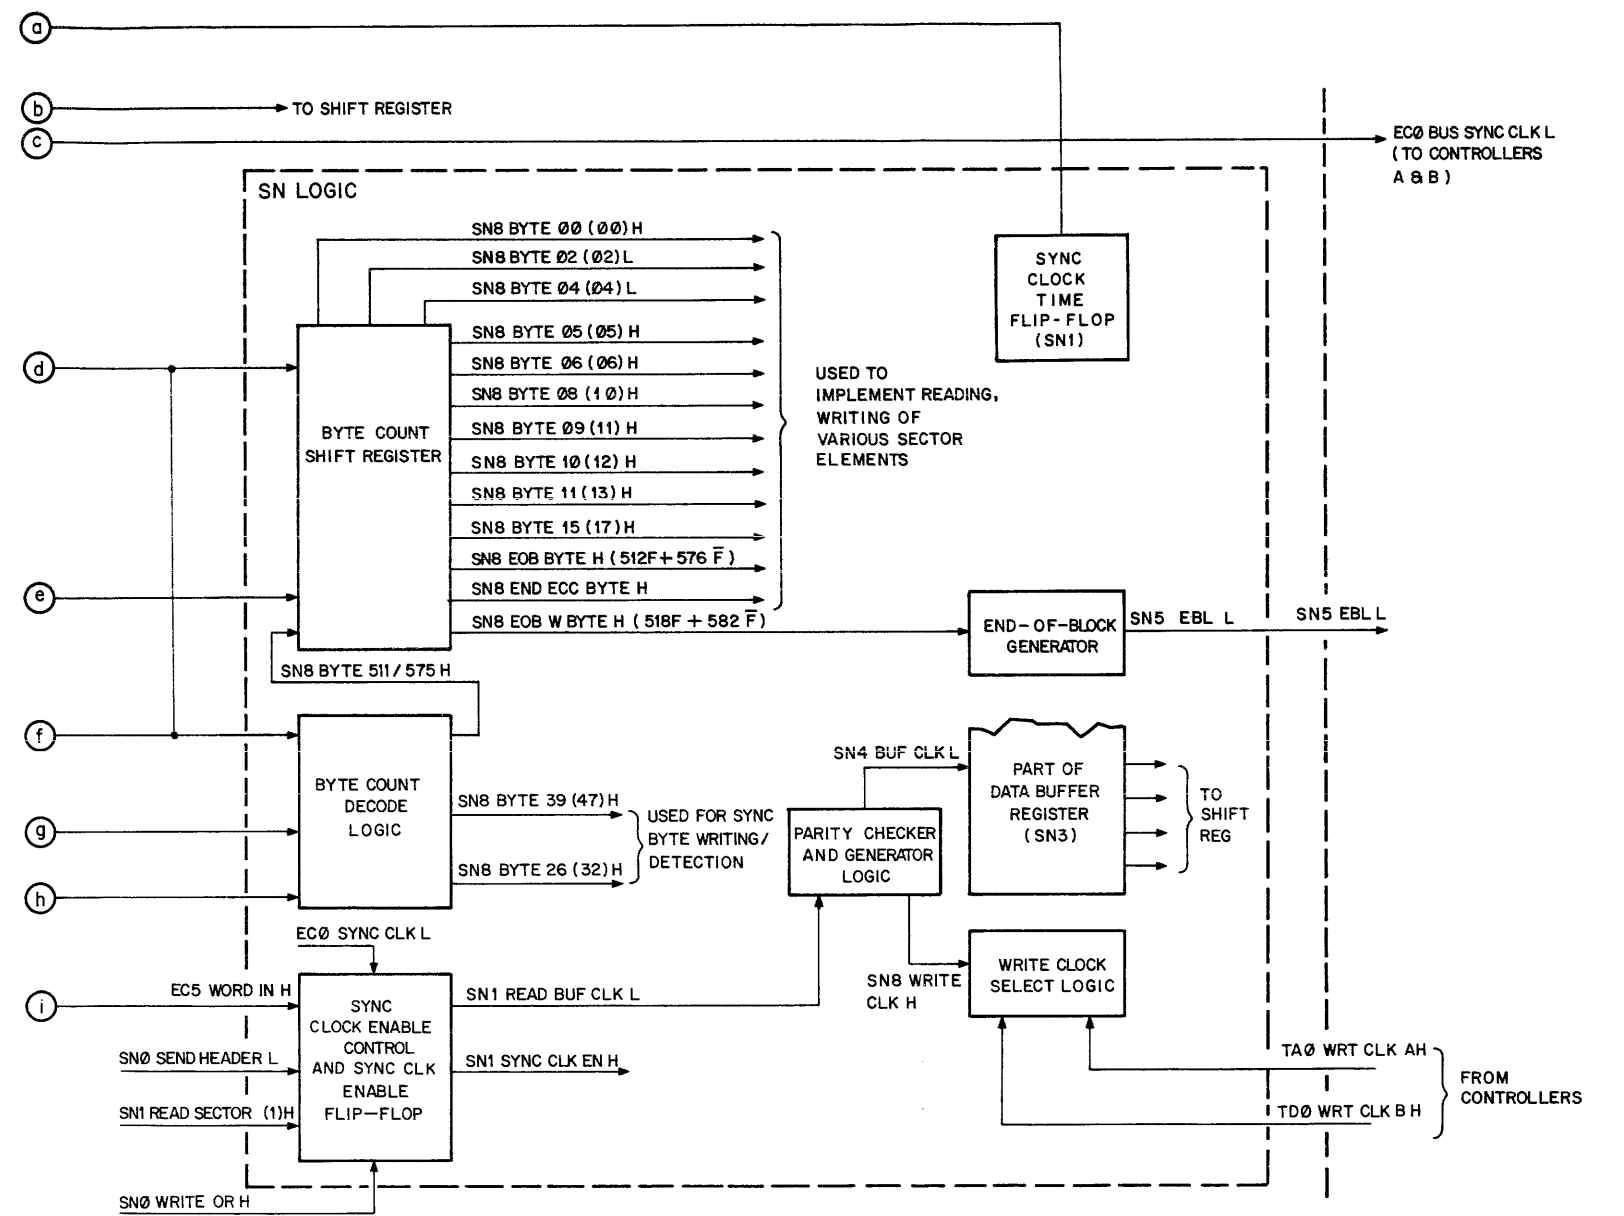 a
b
TO SHIFT REGISTER
c
ECØ BUS SYNC CLK L
(TO CONTROLLERS
A & B)
SN LOGIC
SN8 BYTE ØØ (ØØ) H
SN8 BYTE Ø2 (Ø2) L
SN8 BYTE Ø4 (Ø4) L
SN8 BYTE Ø5 (Ø5) H
SN8 BYTE Ø6 (Ø6) H
SN8 BYTE Ø8 (1Ø) H
SN8 BYTE Ø9 (11) H
SN8 BYTE 1Ø (12) H
SN8 BYTE 11 (13) H
SN8 BYTE 15 (17) H
SN8 EOB BYTE H (512F + 576 F̅)
SN8 END ECC BYTE H
SN8 EOB W BYTE H (518F + 582 F̅)
USED TO
IMPLEMENT READING,
WRITING OF
VARIOUS SECTOR
ELEMENTS
SYNC
CLOCK
TIME
FLIP-FLOP
(SN1)
d
BYTE COUNT
SHIFT REGISTER
e
END-OF-BLOCK
GENERATOR
SN5 EBL L
SN5 EBL L
SN8 BYTE 511/575 H
f
BYTE COUNT
DECODE
LOGIC
g
h
SN8 BYTE 39 (47) H
SN8 BYTE 26 (32) H
USED FOR SYNC
BYTE WRITING/
DETECTION
SN4 BUF CLK L
PARITY CHECKER
AND GENERATOR
LOGIC
PART OF
DATA BUFFER
REGISTER
(SN3)
TO
SHIFT
REG
ECØ SYNC CLK L
i
EC5 WORD IN H
SNØ SEND HEADER L
SN1 READ SECTOR (1) H
SNØ WRITE OR H
SYNC
CLOCK ENABLE
CONTROL
AND SYNC CLK
ENABLE
FLIP-FLOP
SN1 READ BUF CLK L
SN1 SYNC CLK EN H
SN8 WRITE
CLK H
WRITE CLOCK
SELECT LOGIC
TAØ WRT CLK AH
TDØ WRT CLK B H
FROM
CONTROLLERS